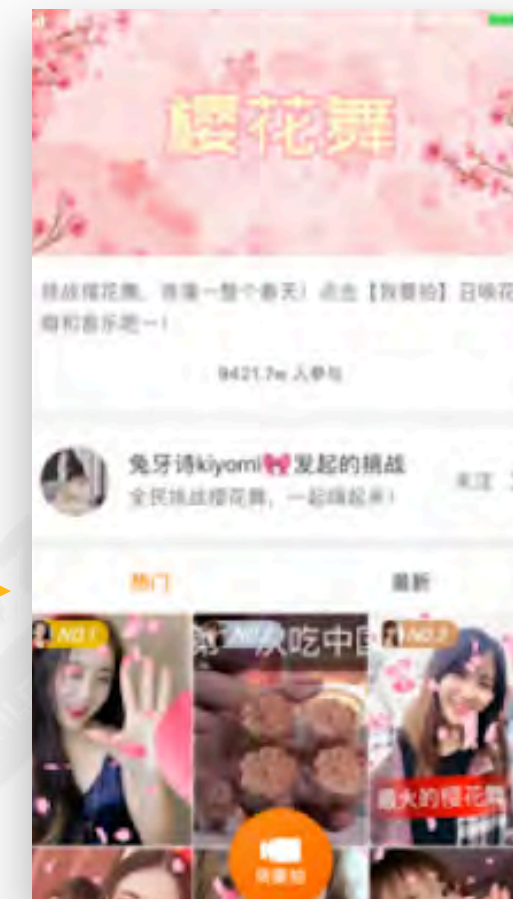 樱花舞
挑战樱花舞，浪漫一整个春天！点击【我要拍】召唤花
瓣和音乐吧~！
9421.7w 人参与
兔牙诗kiyomi🎀发起的挑战
全民挑战樱花舞，一起嗨起来！
关注
热门 最新
NO.1
NO.2
NO.3
次吃中国
最火的樱花舞
我要拍